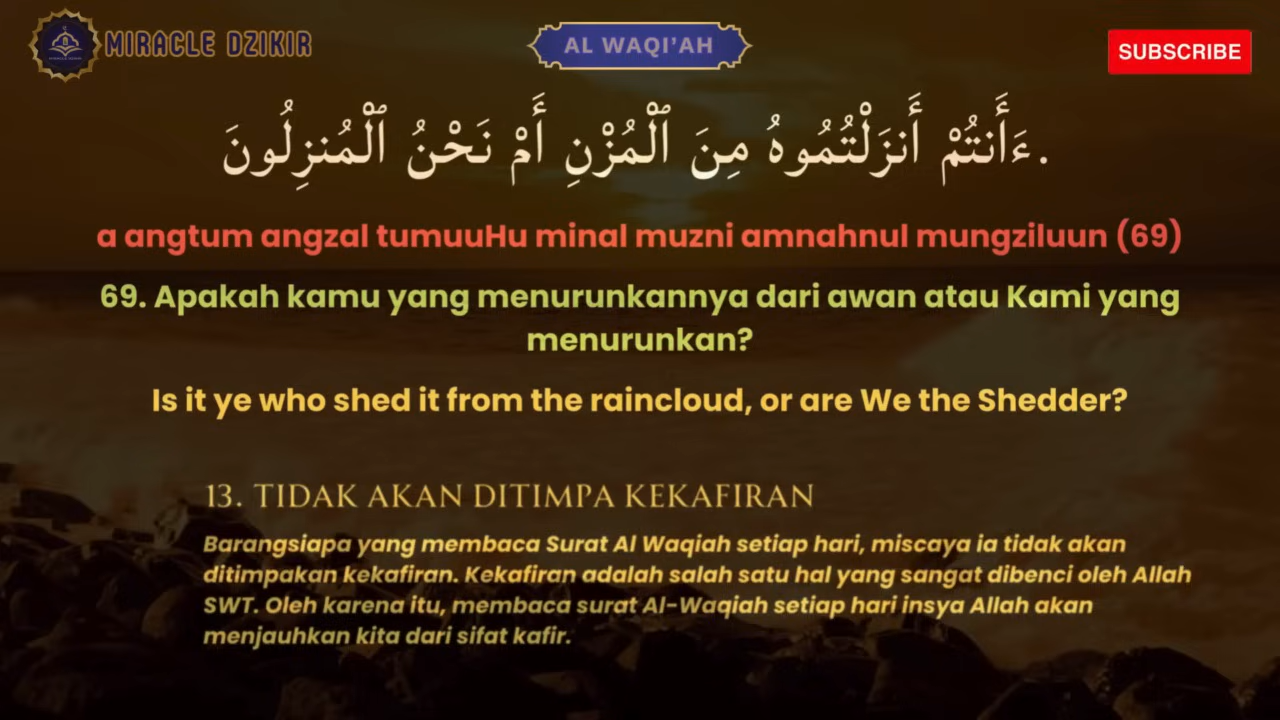 MIRACLE DZIKIR
AL WAQI'AH
SUBSCRIBE
ءَأَنتُمْ أَنزَلْتُمُوهُ مِنَ ٱلْمُزْنِ أَمْ نَحْنُ ٱلْمُنزِلُونَ.
a angtum angzal tumuuHu minal muzni amnahnul mungziluun (69)
69. Apakah kamu yang menurunkannya dari awan atau Kami yang
menurunkan?
Is it ye who shed it from the raincloud, or are We the Shedder?
13. TIDAK AKAN DITIMPA KEKAFIRAN
Barangsiapa yang membaca Surat Al Waqiah setiap hari, miscaya ia tidak akan
ditimpakan kekafiran. Kekafiran adalah salah satu hal yang sangat dibenci oleh Allah
SWT. Oleh karena itu, membaca surat Al-Waqiah setiap hari insya Allah akan
menjauhkan kita dari sifat kafir.